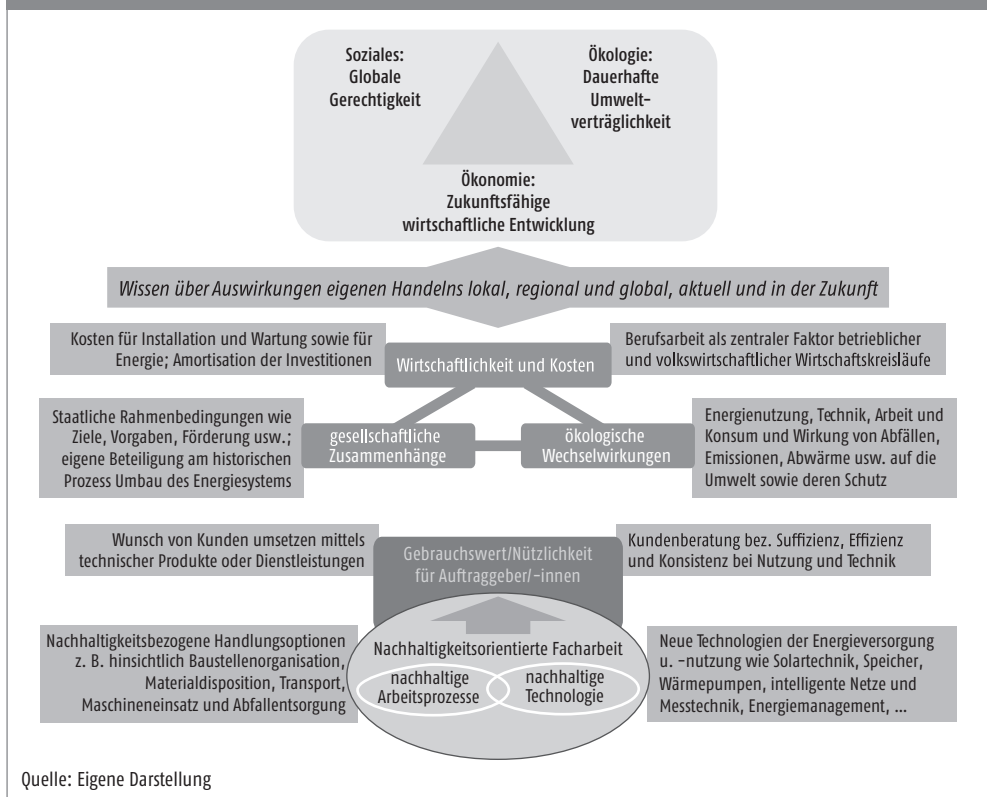 Soziales:
Globale
Gerechtigkeit
Ökologie:
Dauerhafte
Umwelt-
verträglichkeit
Ökonomie:
Zukunftsfähige
wirtschaftliche Entwicklung
Wissen über Auswirkungen eigenen Handelns lokal, regional und global, aktuell und in der Zukunft
Kosten für Installation und Wartung sowie für
Energie; Amortisation der Investitionen
Wirtschaftlichkeit und Kosten
Berufsarbeit als zentraler Faktor betrieblicher
und volkswirtschaftlicher Wirtschaftskreisläufe
Staatliche Rahmenbedingungen wie
Ziele, Vorgaben, Förderung usw.;
eigene Beteiligung am historischen
Prozess Umbau des Energiesystems
gesellschaftliche
Zusammenhänge
ökologische
Wechselwirkungen
Energienutzung, Technik, Arbeit und
Konsum und Wirkung von Abfällen,
Emissionen, Abwärme usw. auf die
Umwelt sowie deren Schutz
Wunsch von Kunden umsetzen mittels
technischer Produkte oder Dienstleistungen
Gebrauchswert/Nützlichkeit
für Auftraggeber/-innen
Kundenberatung bez. Suffizienz, Effizienz
und Konsistenz bei Nutzung und Technik
Nachhaltigkeitsbezogene Handlungsoptionen
z. B. hinsichtlich Baustellenorganisation,
Materialdisposition, Transport,
Maschineneinsatz und Abfallentsorgung
Nachhaltigkeitsorientierte Facharbeit
nachhaltige
Arbeitsprozesse
nachhaltige
Technologie
Neue Technologien der Energieversorgung
u. -nutzung wie Solartechnik, Speicher,
Wärmepumpen, intelligente Netze und
Messtechnik, Energiemanagement, ...
Quelle: Eigene Darstellung